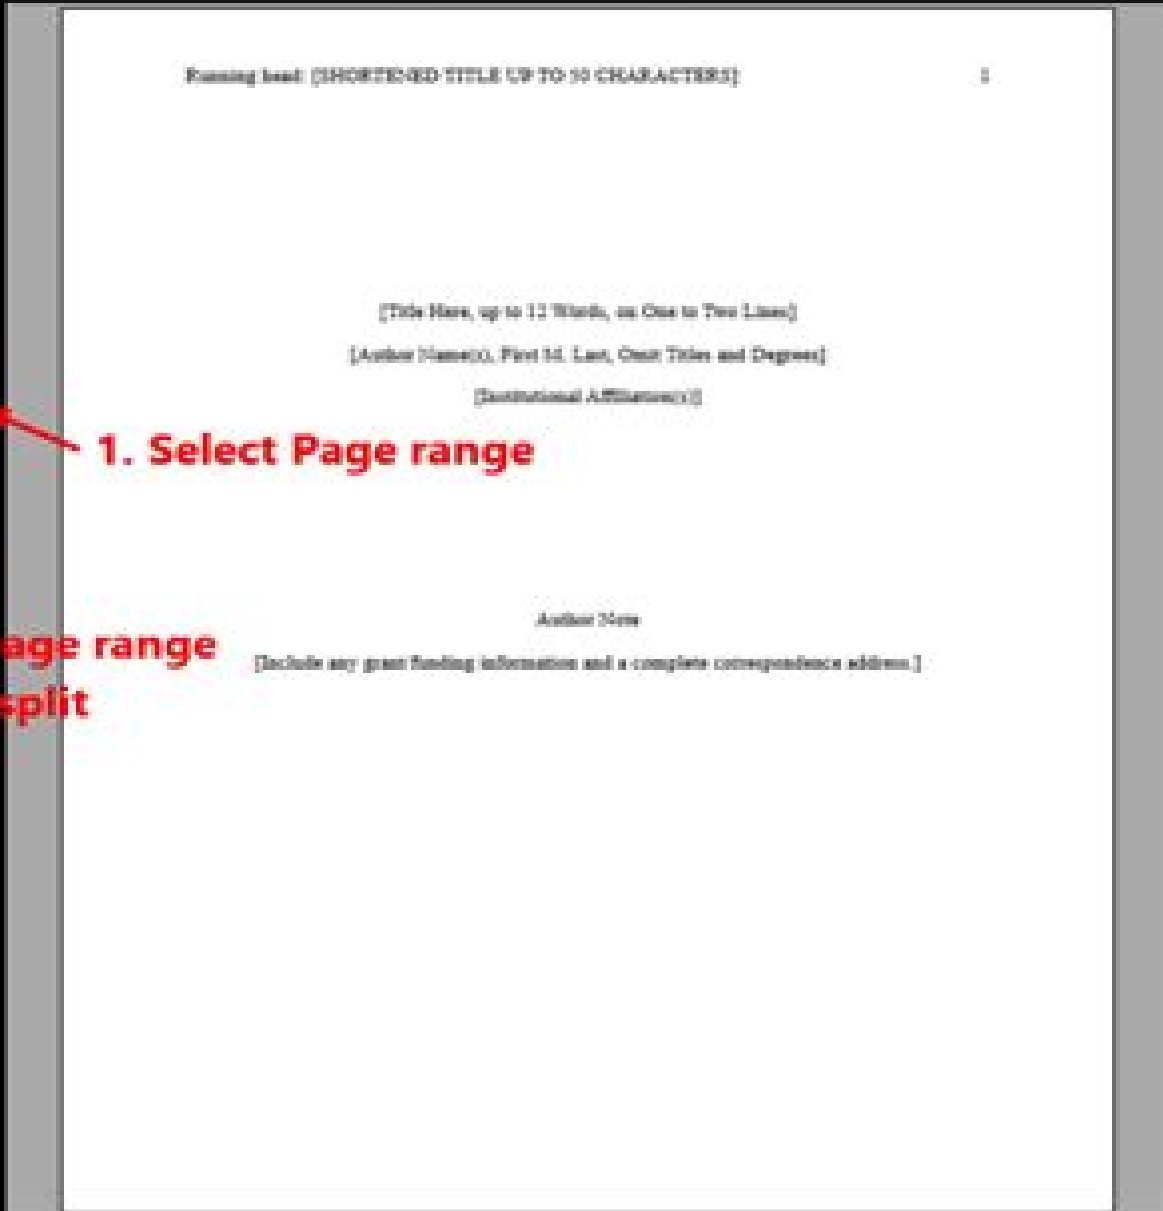 Running head: [SHORTENED TITLE UP TO 50 CHARACTERS] 1
[Title Here, up to 12 Words, on One to Two Lines]
[Author Name(s), First M. Last, Omit Titles and Degrees]
[Institutional Affiliation(s)]
1. Select Page range
Author Note
age range
[Include any grant funding information and a complete correspondence address.]
split